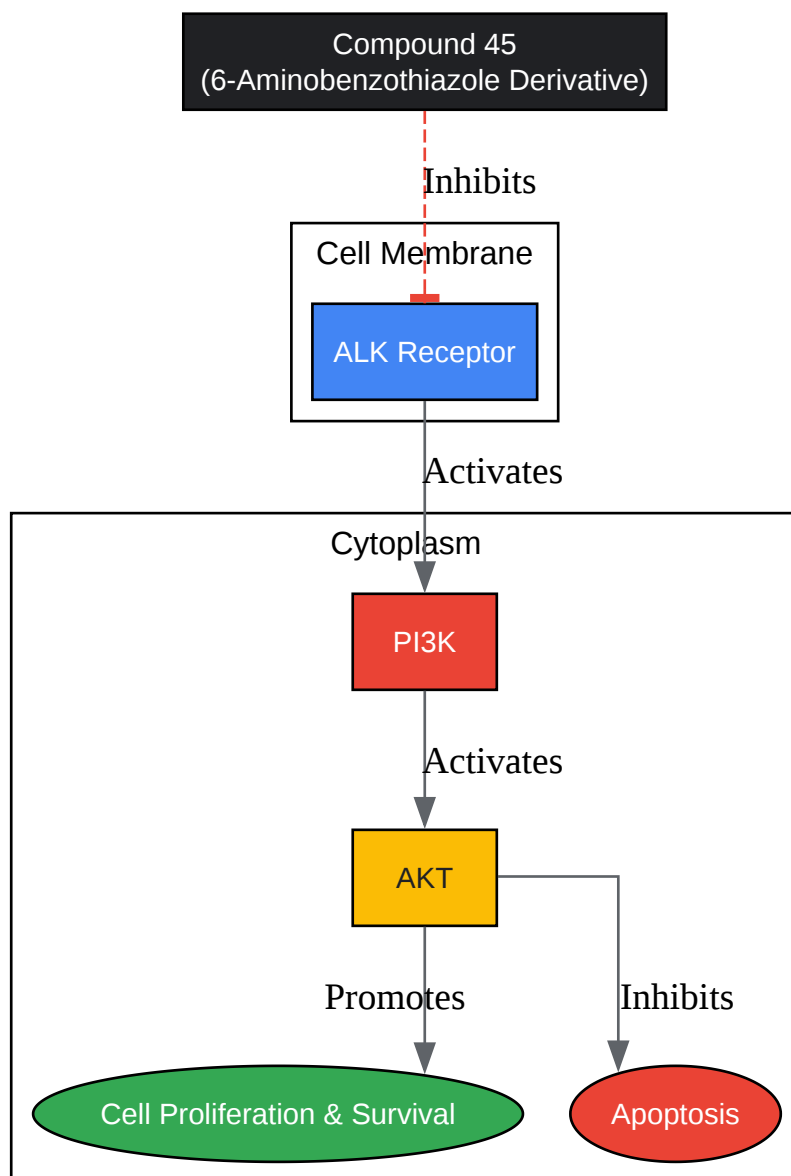 Compound 45
(6-Aminobenzothiazole Derivative)
Inhibits
Cell Membrane
ALK Receptor
Activates
Cytoplasm
PI3K
Activates
AKT
Promotes
Inhibits
Cell Proliferation & Survival
Apoptosis